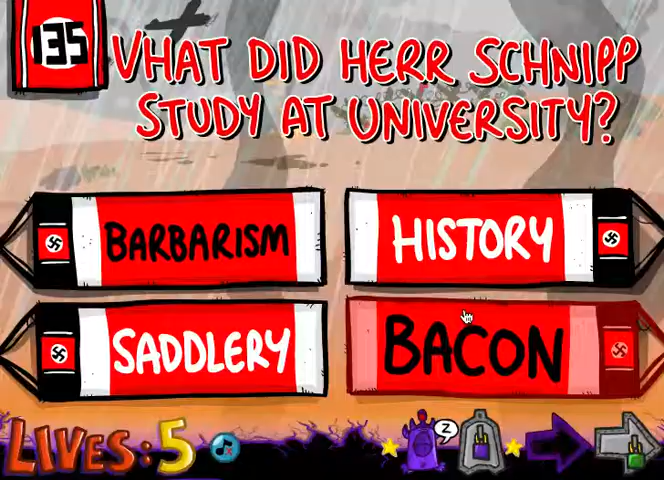 135
VHAT DID HERR SCHNIPP
STUDY AT UNIVERSITY?
BARBARISM
HISTORY
SADDLERY
BACON
LIVES: 5
Z